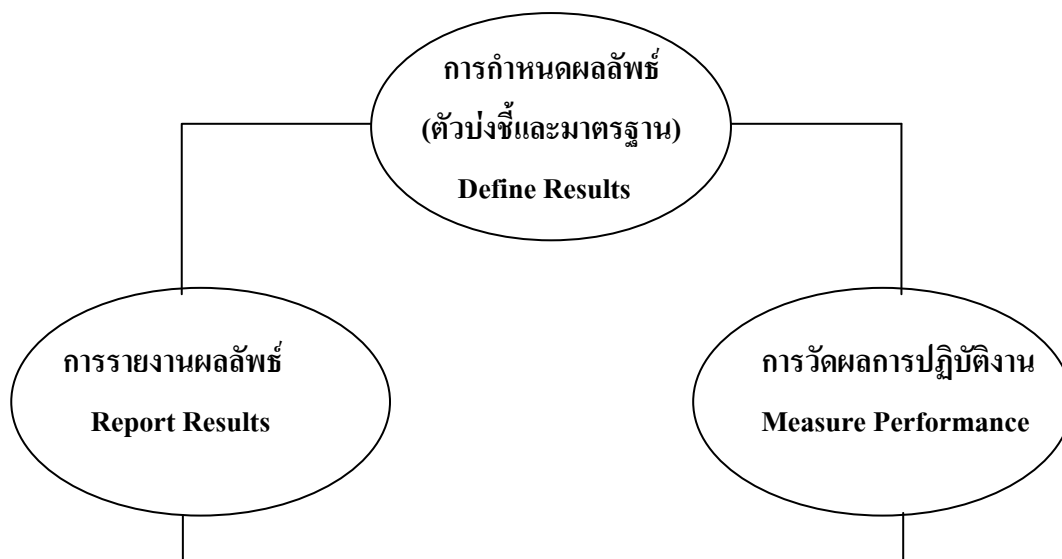 การกำหนดผลลัพธ์
(ตัวบ่งชี้และมาตรฐาน)
Define Results
การรายงานผลลัพธ์
Report Results
การวัดผลการปฏิบัติงาน
Measure Performance